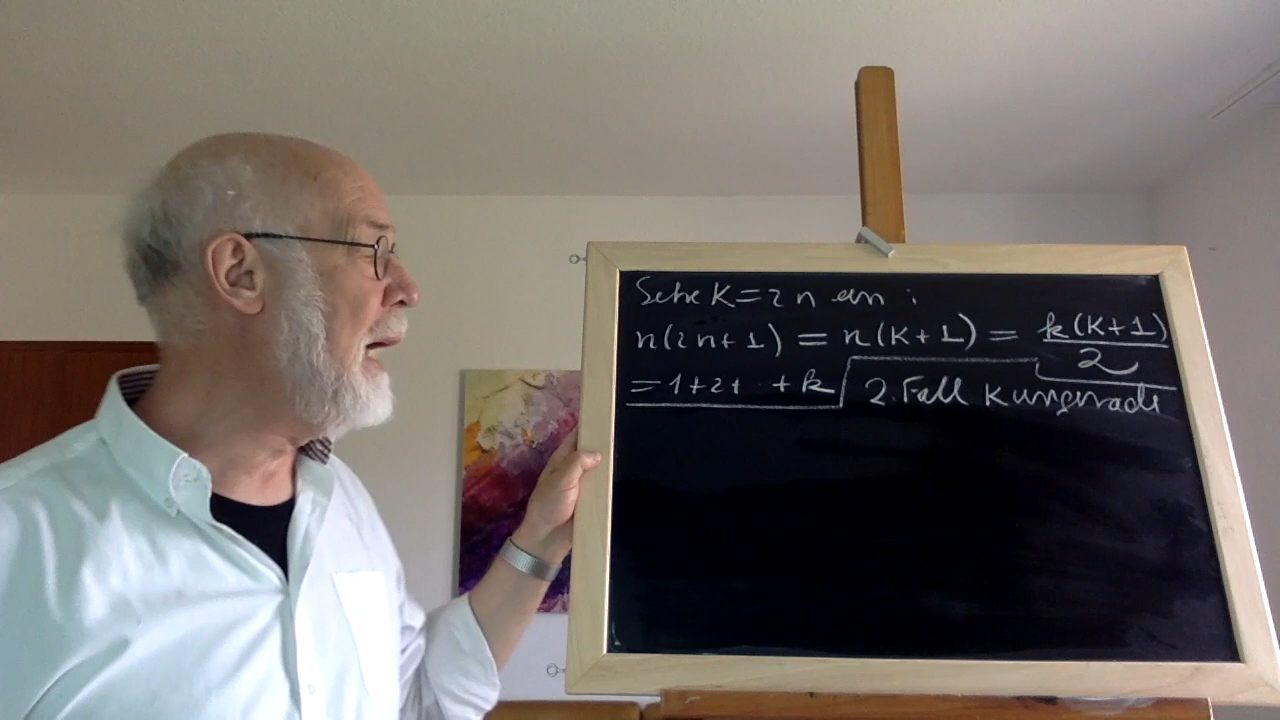 Setze K = 2n ein :
n(2n+1) = n(K+1) = k(K+1)/2
= 1+2+ ..+k 2. Fall K ungerade